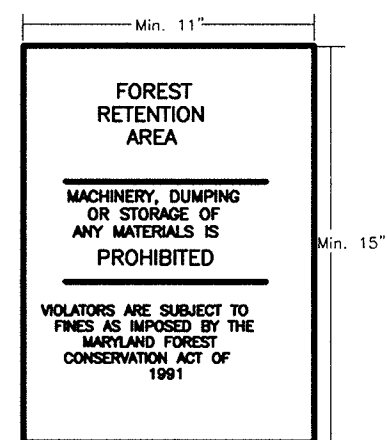 Min. 11"
FOREST
RETENTION
AREA
MACHINERY, DUMPING
OR STORAGE OF
ANY MATERIALS IS
PROHIBITED
Min. 15"
VIOLATORS ARE SUBJECT TO
FINES AS IMPOSED BY THE
MARYLAND FOREST
CONSERVATION ACT OF
1991